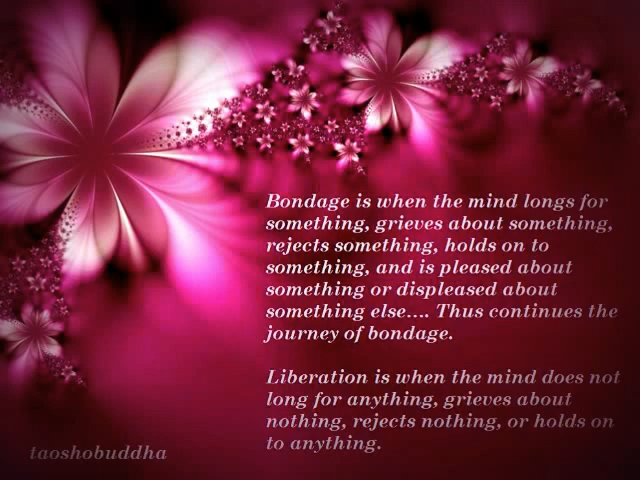 Bondage is when the mind longs for
something, grieves about something,
rejects something, holds on to
something, and is pleased about
something or displeased about
something else.... Thus continues the
journey of bondage.
Liberation is when the mind does not
long for anything, grieves about
nothing, rejects nothing, or holds on
to anything.
taoshobuddha